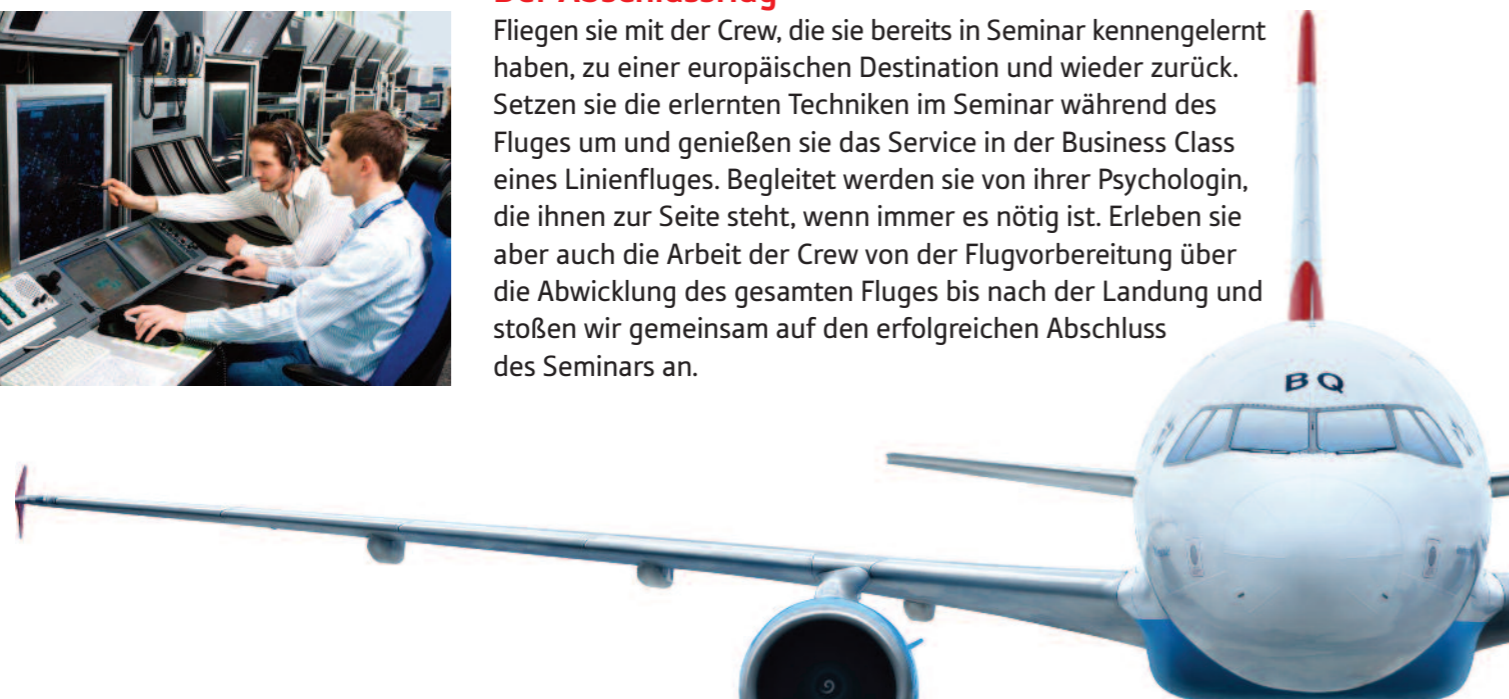 Der Abschlussflug
Fliegen sie mit der Crew, die sie bereits in Seminar kennengelernt
haben, zu einer europäischen Destination und wieder zurück.
Setzen sie die erlernten Techniken im Seminar während des
Fluges um und genießen sie das Service in der Business Class
eines Linienfluges. Begleitet werden sie von ihrer Psychologin,
die ihnen zur Seite steht, wenn immer es nötig ist. Erleben sie
aber auch die Arbeit der Crew von der Flugvorbereitung über
die Abwicklung des gesamten Fluges bis nach der Landung und
stoßen wir gemeinsam auf den erfolgreichen Abschluss
des Seminars an.
BQ